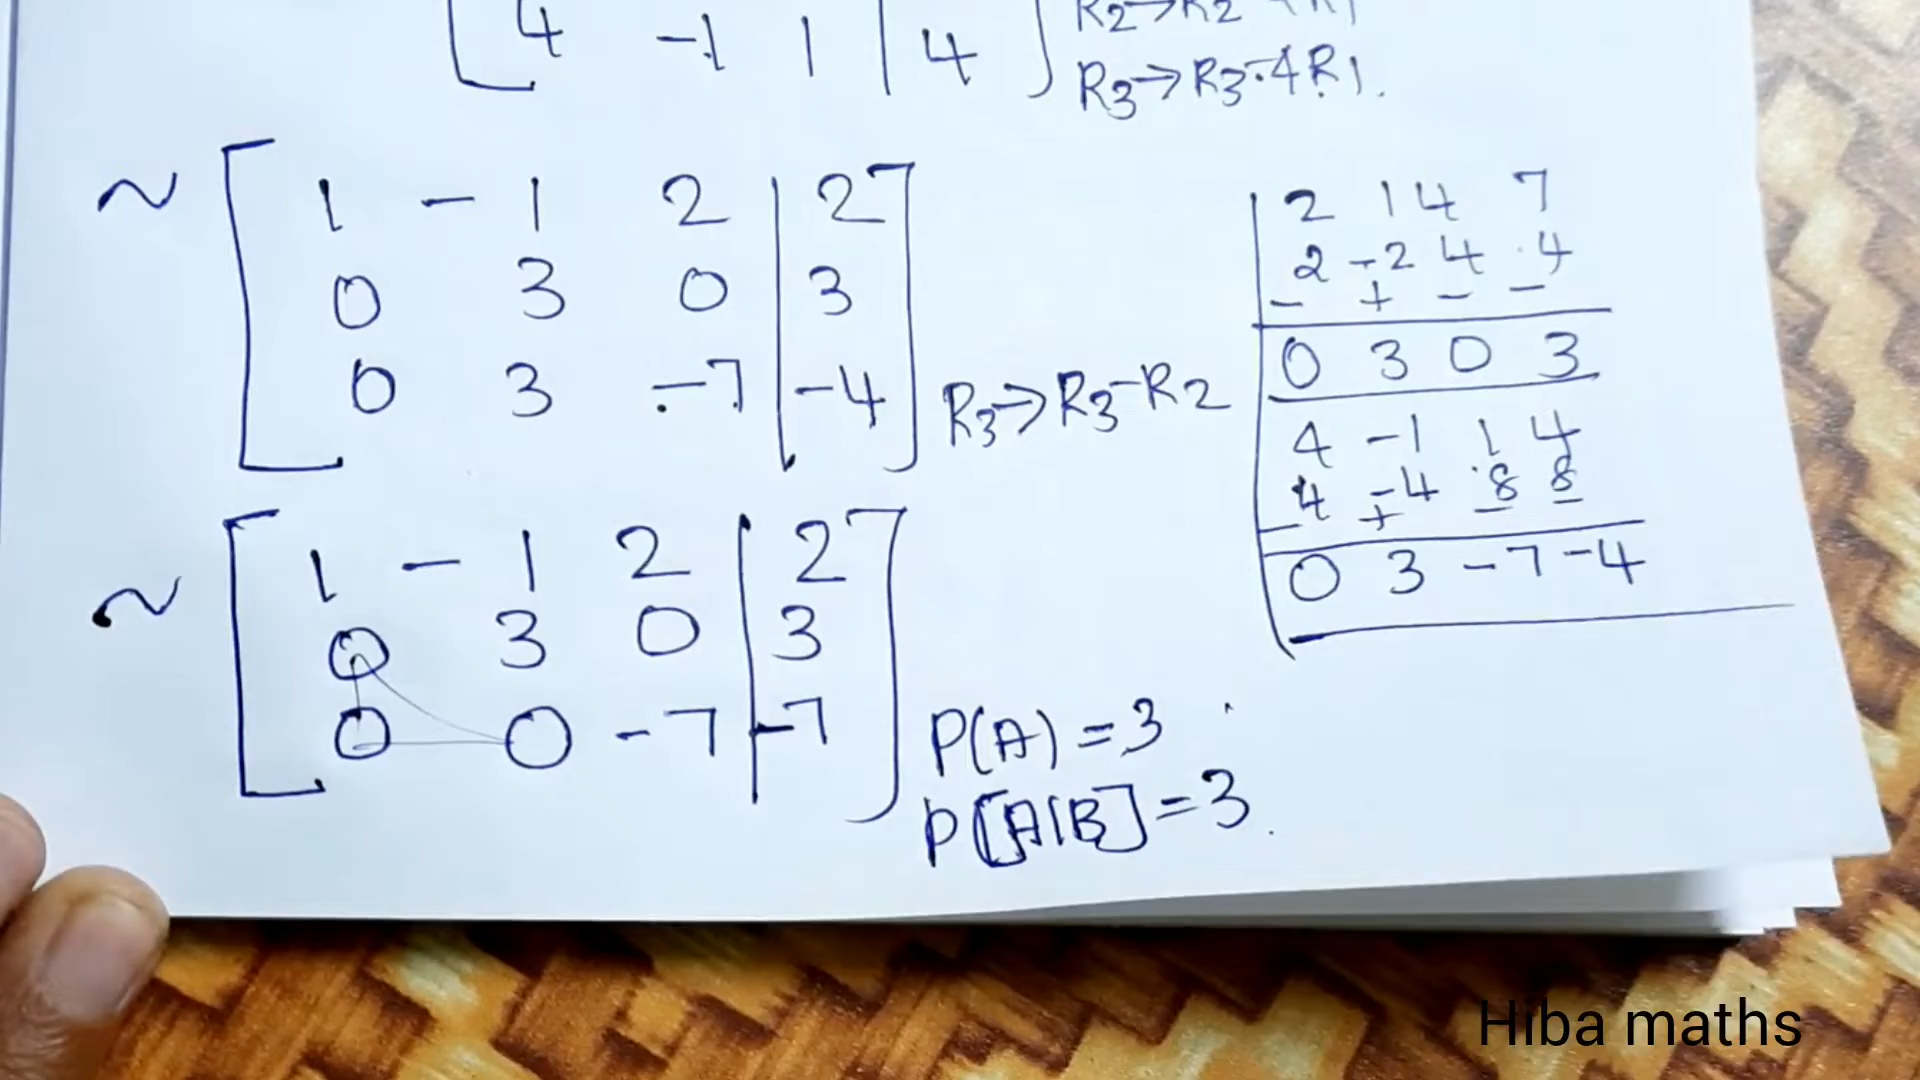 4 -1 1 | 4
R3→R3-4R1.
~ 1 -1 2 | 2
0 3 0 | 3
0 3 -7 | -4 R3→R3-R2
~ 1 -1 2 | 2
0 3 0 | 3
0 0 -7 | -7
P(A) = 3
P[A|B] = 3
2 1 4 7
2 -2 4 4
- + - -
0 3 0 3
4 -1 1 4
4 -4 8 8
- + - -
0 3 -7 -4
Hiba maths